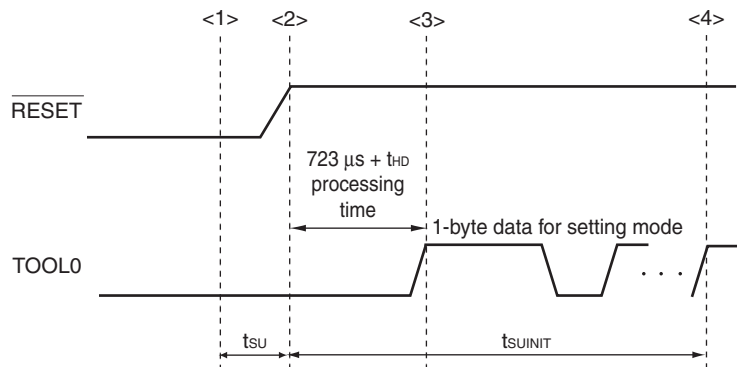 <1> <2> <3> <4>
RESET
723 μs + tHD
processing
time
1-byte data for setting mode
TOOL0
. . .
tSU
tSUINIT